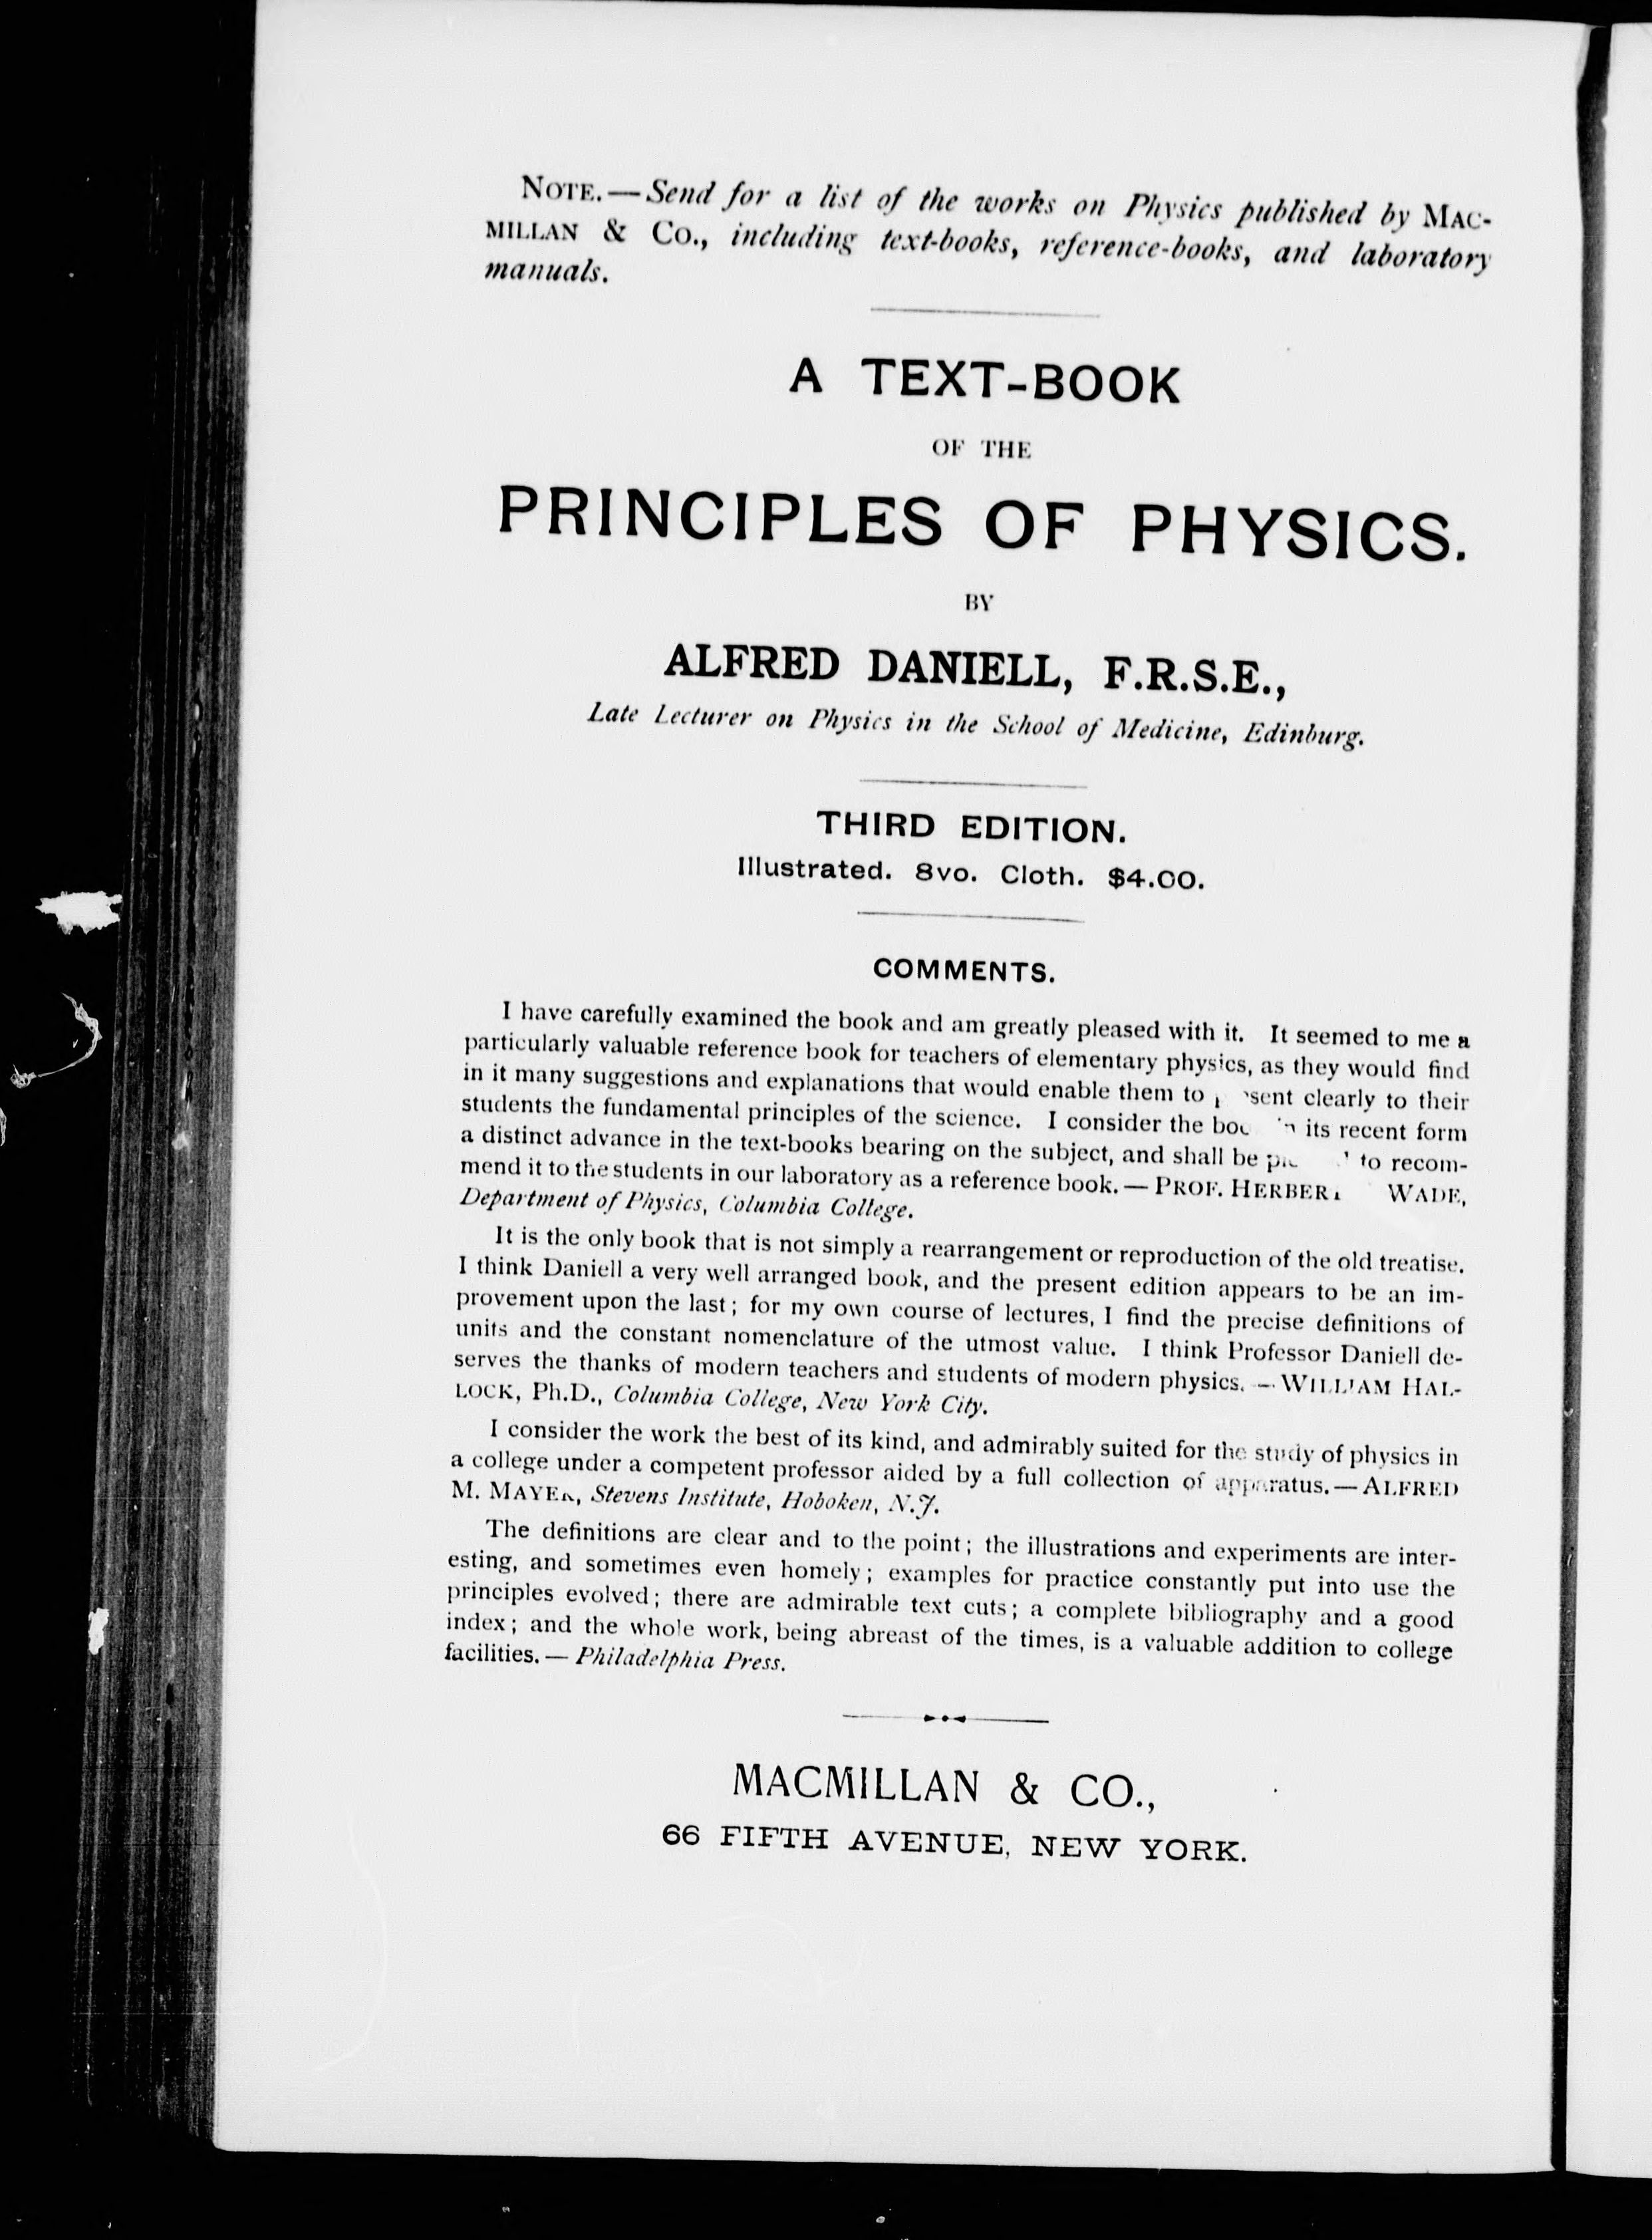 NOTE.—Send for a list of the works on Physics published by MAC-
MILLAN & CO., including text-books, reference-books, and laboratory
manuals.
A TEXT-BOOK
OF THE
PRINCIPLES OF PHYSICS.
BY
ALFRED DANIELL, F.R.S.E.,
Late Lecturer on Physics in the School of Medicine, Edinburg.
THIRD EDITION.
Illustrated. 8vo. Cloth. $4.00.
COMMENTS.
I have carefully examined the book and am greatly pleased with it. It seemed to me a
particularly valuable reference book for teachers of elementary physics, as they would find
in it many suggestions and explanations that would enable them to clearly to their
students the fundamental principles of the science. I consider the its recent form
a distinct advance in the text-books bearing on the subject, and shall be to recom-
mend it to the students in our laboratory as a reference book.—PROF. HERBERT WADE,
Department of Physics, Columbia College.
It is the only book that is not simply a rearrangement or reproduction of the old treatise.
I think Daniell a very well arranged book, and the present edition appears to be an im-
provement upon the last; for my own course of lectures, I find the precise definitions of
units and the constant nomenclature of the utmost value. I think Professor Daniell de-
serves the thanks of modern teachers and students of modern physics.—WILLIAM HAL-
LOCK, Ph.D., Columbia College, New York City.
I consider the work the best of its kind, and admirably suited for the study of physics in
a college under a competent professor aided by a full collection of apparatus.—ALFRED
M. MAYER, Stevens Institute, Hoboken, N.J.
The definitions are clear and to the point; the illustrations and experiments are inter-
esting, and sometimes even homely; examples for practice constantly put into use the
principles evolved; there are admirable text cuts; a complete bibliography and a good
index; and the whole work, being abreast of the times, is a valuable addition to college
facilities.—Philadelphia Press.
MACMILLAN & CO.,
66 FIFTH AVENUE, NEW YORK.